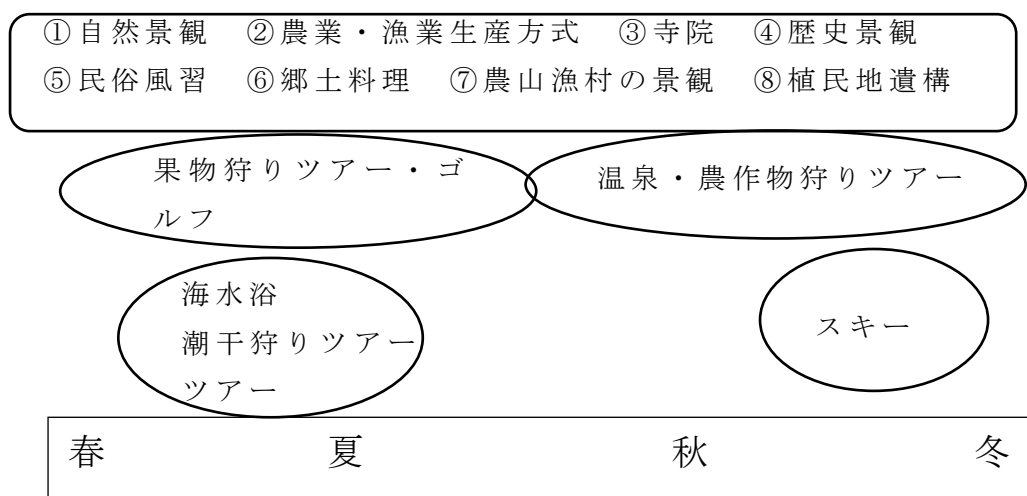 ①自然景観 ②農業・漁業生産方式 ③寺院 ④歴史景観
⑤民俗風習 ⑥郷土料理 ⑦農山漁村の景観 ⑧植民地遺構
果物狩りツアー・ゴ
ルフ
温泉・農作物狩りツアー
海水浴
潮干狩りツアー
ツアー
スキー
春 夏 秋 冬